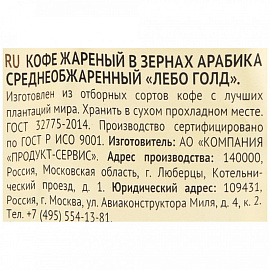 RU КОФЕ ЖАРЕНЫЙ В ЗЕРНАХ АРАБИКА
СРЕДНЕОБЖАРЕННЫЙ «ЛЕБО ГОЛД».
Изготовлен из отборных сортов кофе с лучших
плантаций мира. Хранить в сухом прохладном месте.
ГОСТ 32775-2014. Производство сертифицировано
по ГОСТ Р ИСО 9001. Изготовитель: АО «КОМПАНИЯ
«ПРОДУКТ-СЕРВИС». Адрес производства: 140000,
Россия, Московская область, г. Люберцы, Котельни-
ческий проезд, д. 1. Юридический адрес: 109431,
Россия, г. Москва, ул. Авиаконструктора Миля, д. 4, к. 2.
Тел. +7 (495) 554-13-81.